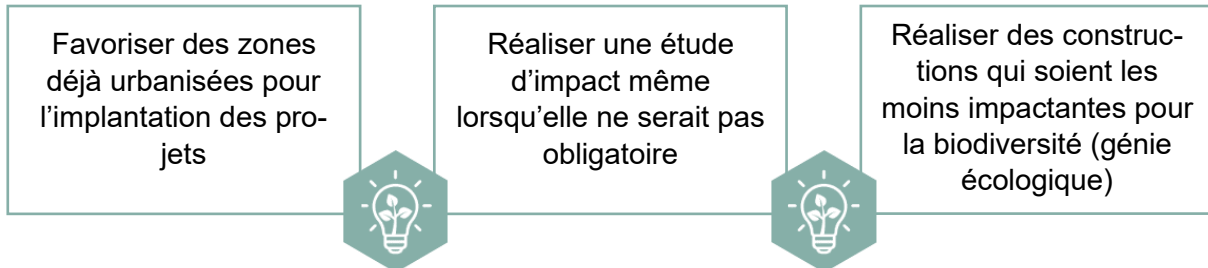 Favoriser des zones
déjà urbanisées pour
l'implantation des pro-
jets
Réaliser une étude
d'impact même
lorsqu'elle ne serait pas
obligatoire
Réaliser des construc-
tions qui soient les
moins impactantes pour
la biodiversité (génie
écologique)